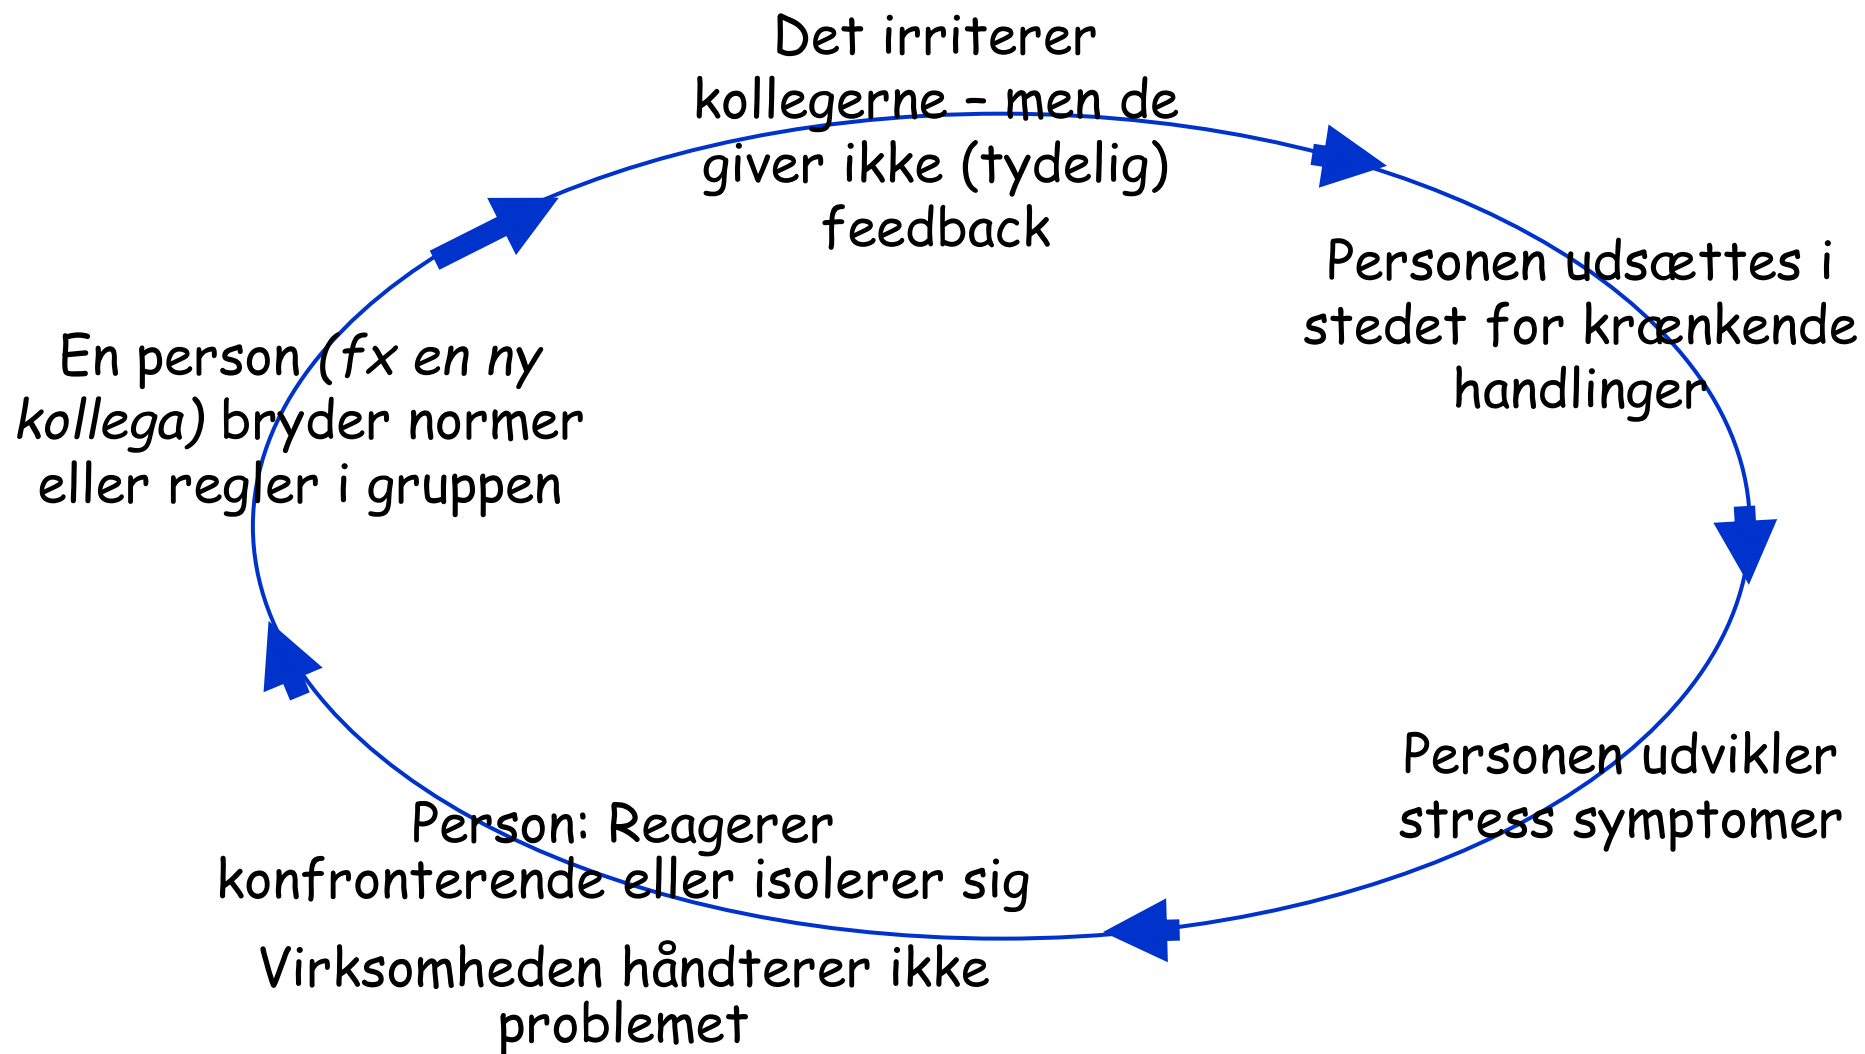 Det irriterer
kollegerne – men de
giver ikke (tydelig)
feedback
Personen udsættes i
stedet for krænkende
handlinger
En person (fx en ny
kollega) bryder normer
eller regler i gruppen
Personen udvikler
stress symptomer
Person: Reagerer
konfronterende eller isolerer sig
Virksomheden håndterer ikke
problemet